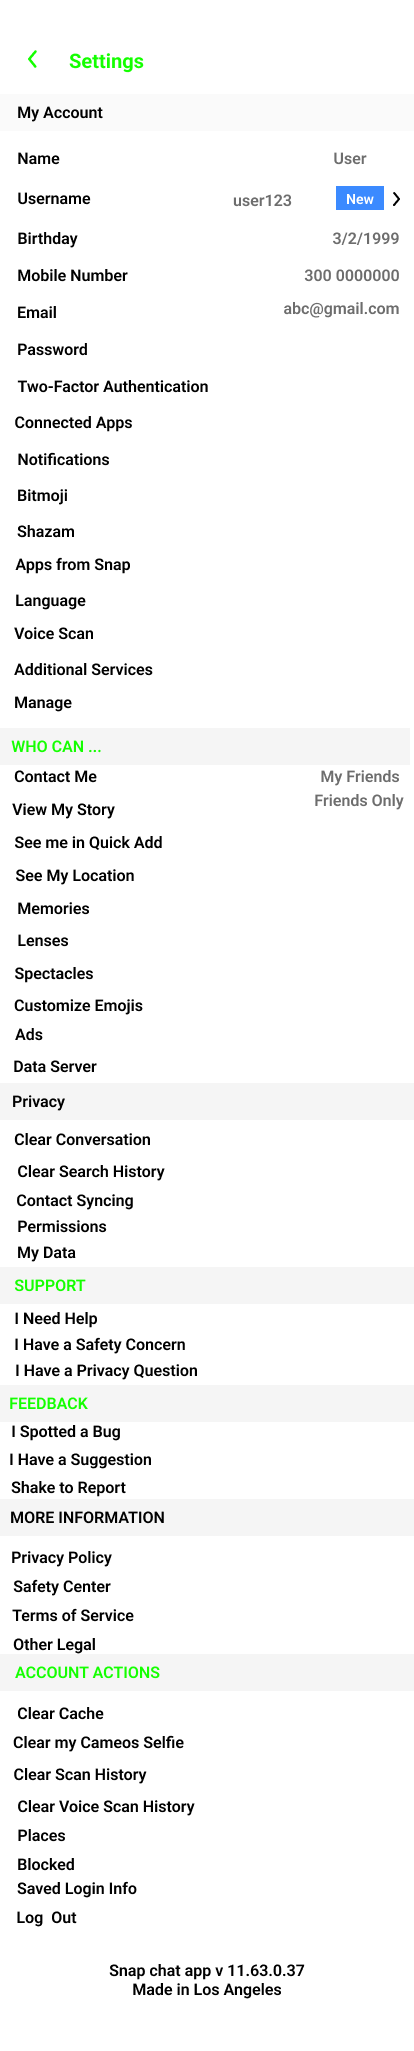 Settings
My Account
Name User
Username user123 New
Birthday 3/2/1999
Mobile Number 300 0000000
Email abc@gmail.com
Password
Two-Factor Authentication
Connected Apps
Notifications
Bitmoji
Shazam
Apps from Snap
Language
Voice Scan
Additional Services
Manage
WHO CAN ...
Contact Me My Friends
View My Story Friends Only
See me in Quick Add
See My Location
Memories
Lenses
Spectacles
Customize Emojis
Ads
Data Server
Privacy
Clear Conversation
Clear Search History
Contact Syncing
Permissions
My Data
SUPPORT
I Need Help
I Have a Safety Concern
I Have a Privacy Question
FEEDBACK
I Spotted a Bug
I Have a Suggestion
Shake to Report
MORE INFORMATION
Privacy Policy
Safety Center
Terms of Service
Other Legal
ACCOUNT ACTIONS
Clear Cache
Clear my Cameos Selfie
Clear Scan History
Clear Voice Scan History
Places
Blocked
Saved Login Info
Log Out
Snap chat app v 11.63.0.37
Made in Los Angeles